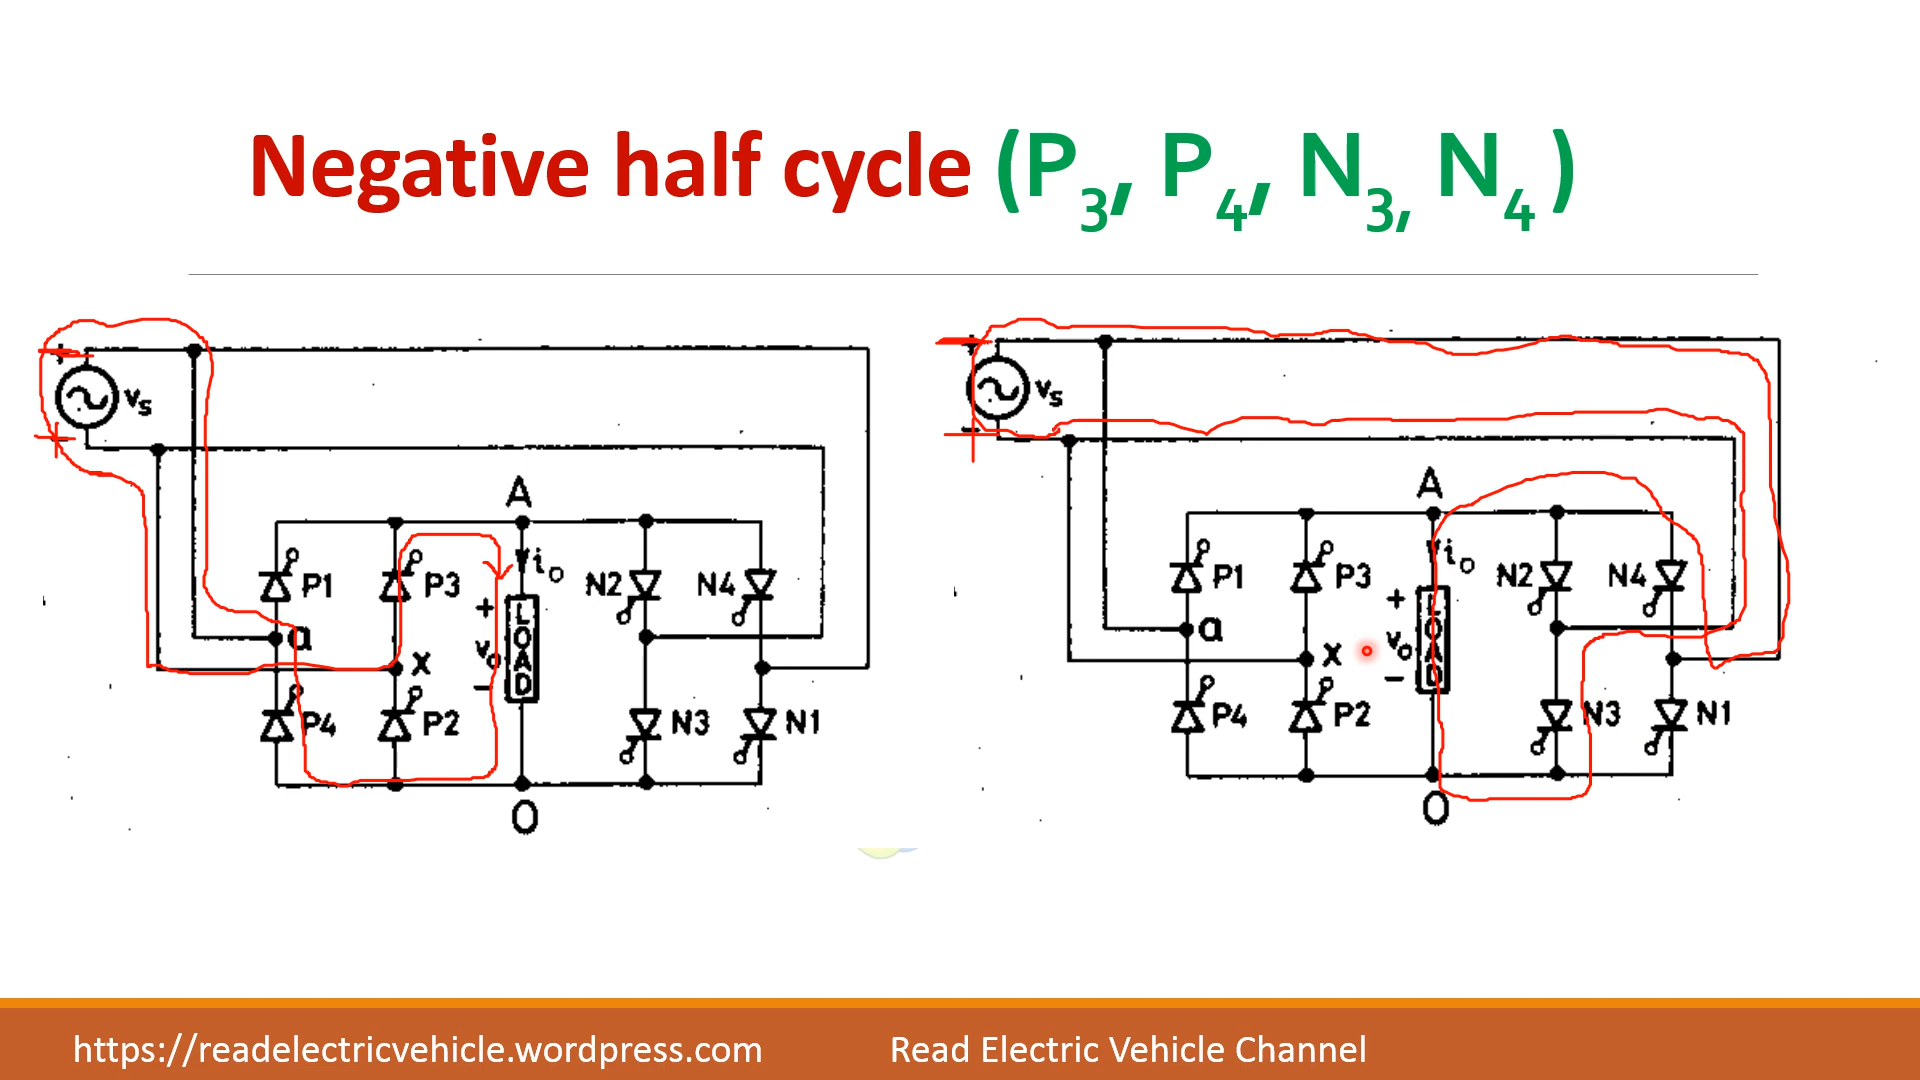 Negative half cycle (P3, P4, N3, N4 )
+
vs
−
A
io
P1
P3
+
N2
N4
LOAD
a
vo
x
−
P4
P2
N3
N1
O
+
vs
−
A
io
P1
P3
+
N2
N4
LOAD
a
vo
x
−
P4
P2
N3
N1
O
https://readelectricvehicle.wordpress.com
Read Electric Vehicle Channel